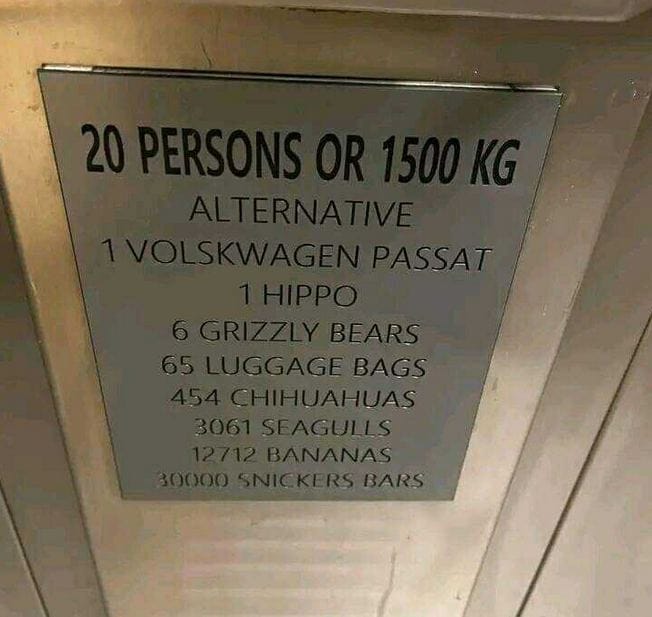 20 PERSONS OR 1500 KG
ALTERNATIVE
1 VOLSKWAGEN PASSAT
1 HIPPO
6 GRIZZLY BEARS
65 LUGGAGE BAGS
454 CHIHUAHUAS
3061 SEAGULLS
12712 BANANAS
30000 SNICKERS BARS